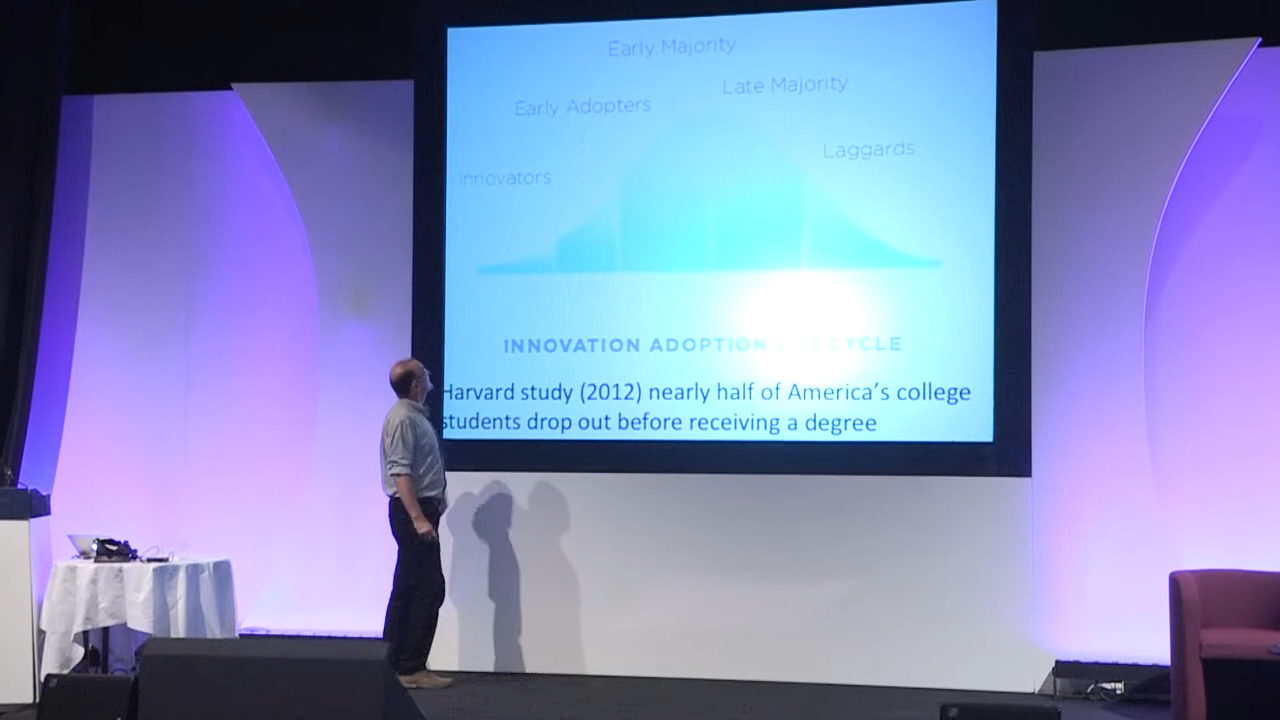 Early Majority
Late Majority
Early Adopters
Laggards
Innovators
INNOVATION ADOPTION LIFECYCLE
Harvard study (2012) nearly half of America's college
students drop out before receiving a degree